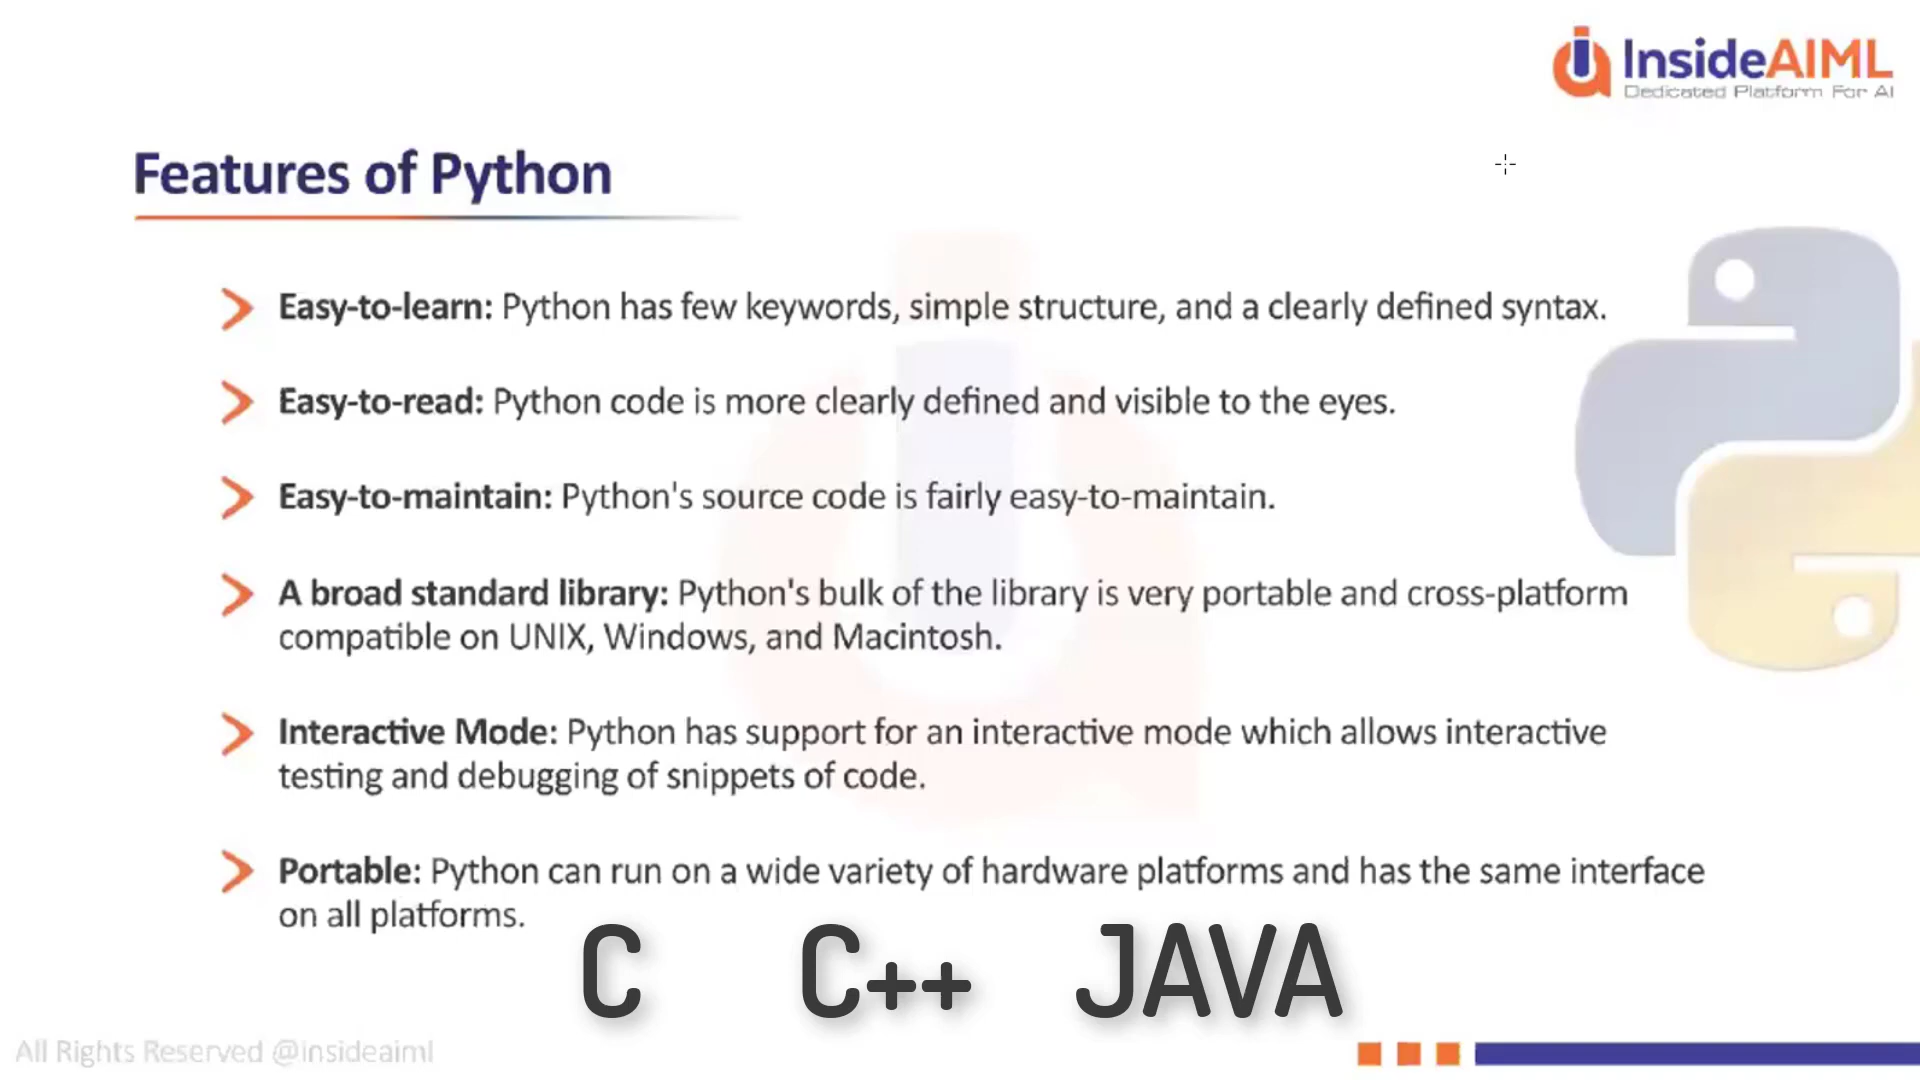 InsideAIML
Dedicated Platform For AI
Features of Python
Easy-to-learn: Python has few keywords, simple structure, and a clearly defined syntax.
Easy-to-read: Python code is more clearly defined and visible to the eyes.
Easy-to-maintain: Python's source code is fairly easy-to-maintain.
A broad standard library: Python's bulk of the library is very portable and cross-platform
compatible on UNIX, Windows, and Macintosh.
Interactive Mode: Python has support for an interactive mode which allows interactive
testing and debugging of snippets of code.
Portable: Python can run on a wide variety of hardware platforms and has the same interface
on all platforms.
C C++ JAVA
All Rights Reserved @insideaiml